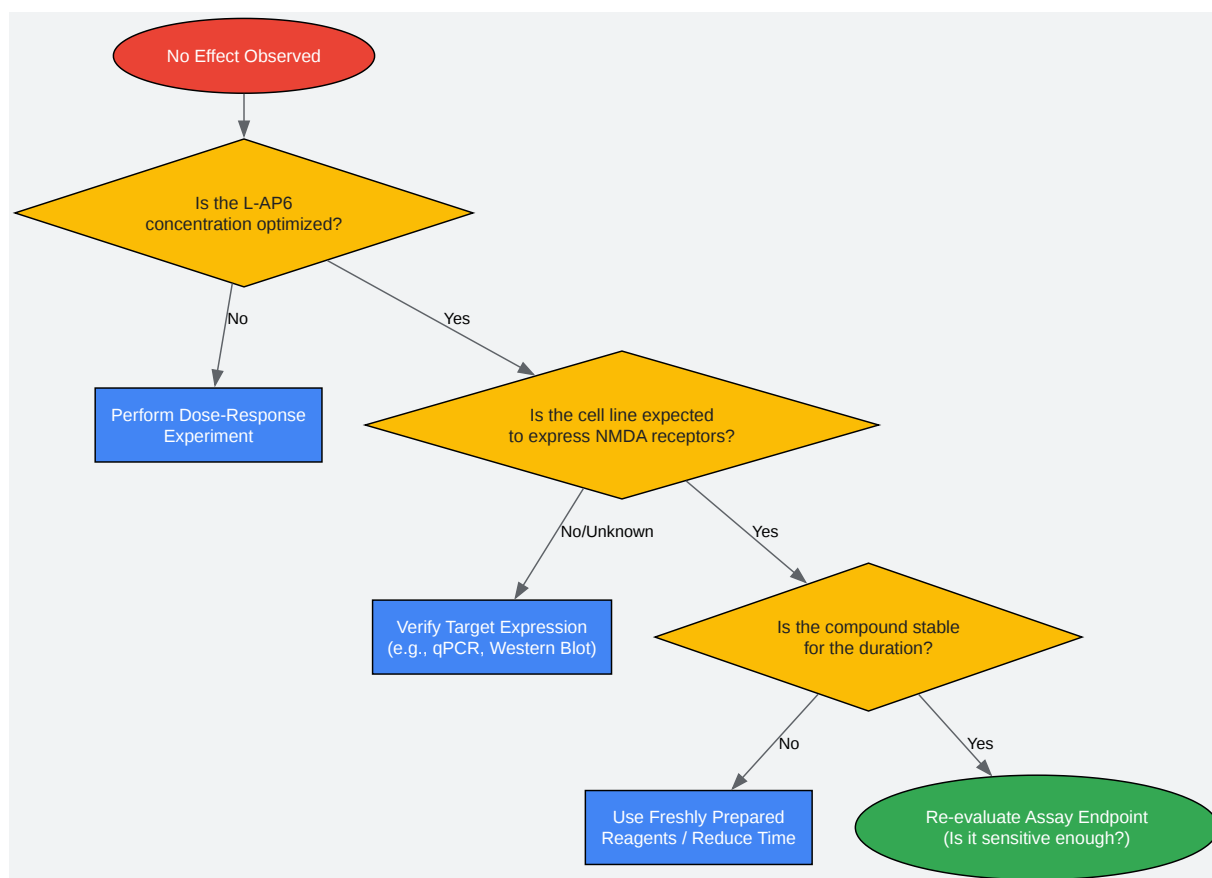 No Effect Observed
Is the L-AP6
concentration optimized?
No
Yes
Perform Dose-Response
Experiment
Is the cell line expected
to express NMDA receptors?
No/Unknown
Yes
Verify Target Expression
(e.g., qPCR, Western Blot)
Is the compound stable
for the duration?
No
Yes
Use Freshly Prepared
Reagents / Reduce Time
Re-evaluate Assay Endpoint
(Is it sensitive enough?)